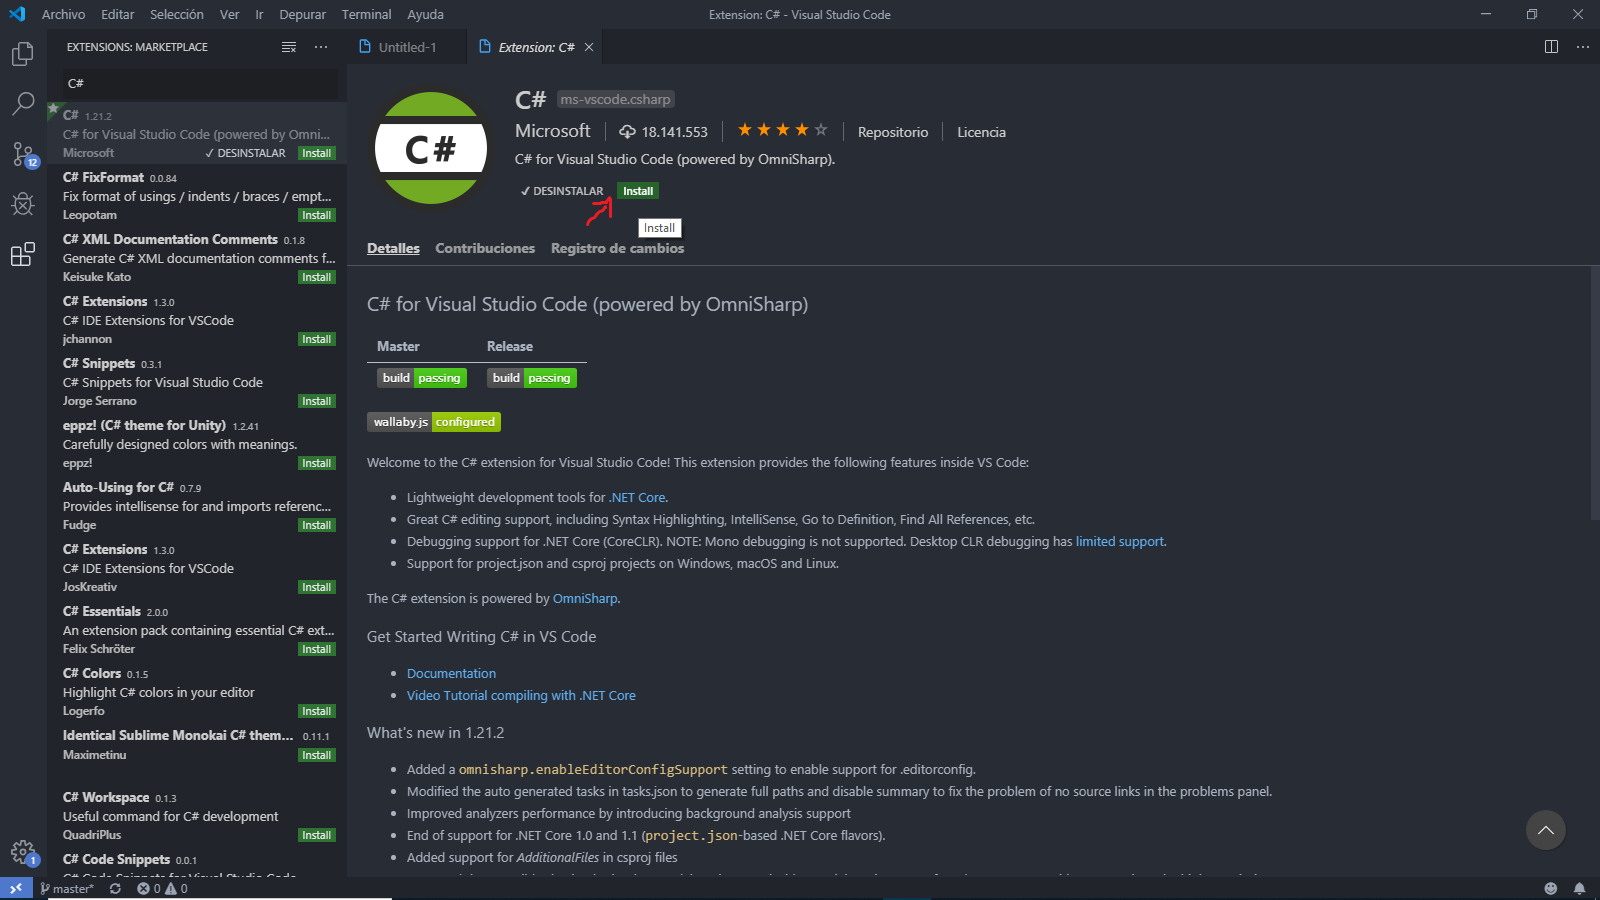 Archivo Editar Selección Ver Ir Depurar Terminal Ayuda
Extension: C# - Visual Studio Code
EXTENSIONS: MARKETPLACE
C#
C# 1.21.2
C# for Visual Studio Code (powered by Omni...
Microsoft ✓ DESINSTALAR Install
C# FixFormat 0.0.84
Fix format of usings / indents / braces / empt...
Leopotam Install
C# XML Documentation Comments 0.1.8
Generate C# XML documentation comments f...
Keisuke Kato Install
C# Extensions 1.3.0
C# IDE Extensions for VSCode
jchannon Install
C# Snippets 0.3.1
C# Snippets for Visual Studio Code
Jorge Serrano Install
eppz! (C# theme for Unity) 1.2.41
Carefully designed colors with meanings.
eppz! Install
Auto-Using for C# 0.7.9
Provides intellisense for and imports referenc...
Fudge Install
C# Extensions 1.3.0
C# IDE Extensions for VSCode
JosKreativ Install
C# Essentials 2.0.0
An extension pack containing essential C# ext...
Felix Schröter Install
C# Colors 0.1.5
Highlight C# colors in your editor
Logerfo Install
Identical Sublime Monokai C# them... 0.11.1
Maximetinu Install
C# Workspace 0.1.3
Useful command for C# development
QuadriPlus Install
C# Code Snippets 0.0.1
C# Code Snippets for Visual Studio Code
12
1
Untitled-1
Extension: C#
C#
C# ms-vscode.csharp
Microsoft 18.141.553 Repositorio Licencia
C# for Visual Studio Code (powered by OmniSharp).
✓ DESINSTALAR Install
Install
Detalles Contribuciones Registro de cambios
C# for Visual Studio Code (powered by OmniSharp)
Master Release
build passing build passing
wallaby.js configured
Welcome to the C# extension for Visual Studio Code! This extension provides the following features inside VS Code:
• Lightweight development tools for .NET Core.
• Great C# editing support, including Syntax Highlighting, IntelliSense, Go to Definition, Find All References, etc.
• Debugging support for .NET Core (CoreCLR). NOTE: Mono debugging is not supported. Desktop CLR debugging has limited support.
• Support for project.json and csproj projects on Windows, macOS and Linux.
The C# extension is powered by OmniSharp.
Get Started Writing C# in VS Code
• Documentation
• Video Tutorial compiling with .NET Core
What's new in 1.21.2
• Added a omnisharp.enableEditorConfigSupport setting to enable support for .editorconfig.
• Modified the auto generated tasks in tasks.json to generate full paths and disable summary to fix the problem of no source links in the problems panel.
• Improved analyzers performance by introducing background analysis support
• End of support for .NET Core 1.0 and 1.1 (project.json-based .NET Core flavors).
• Added support for AdditionalFiles in csproj files
master* 0 0